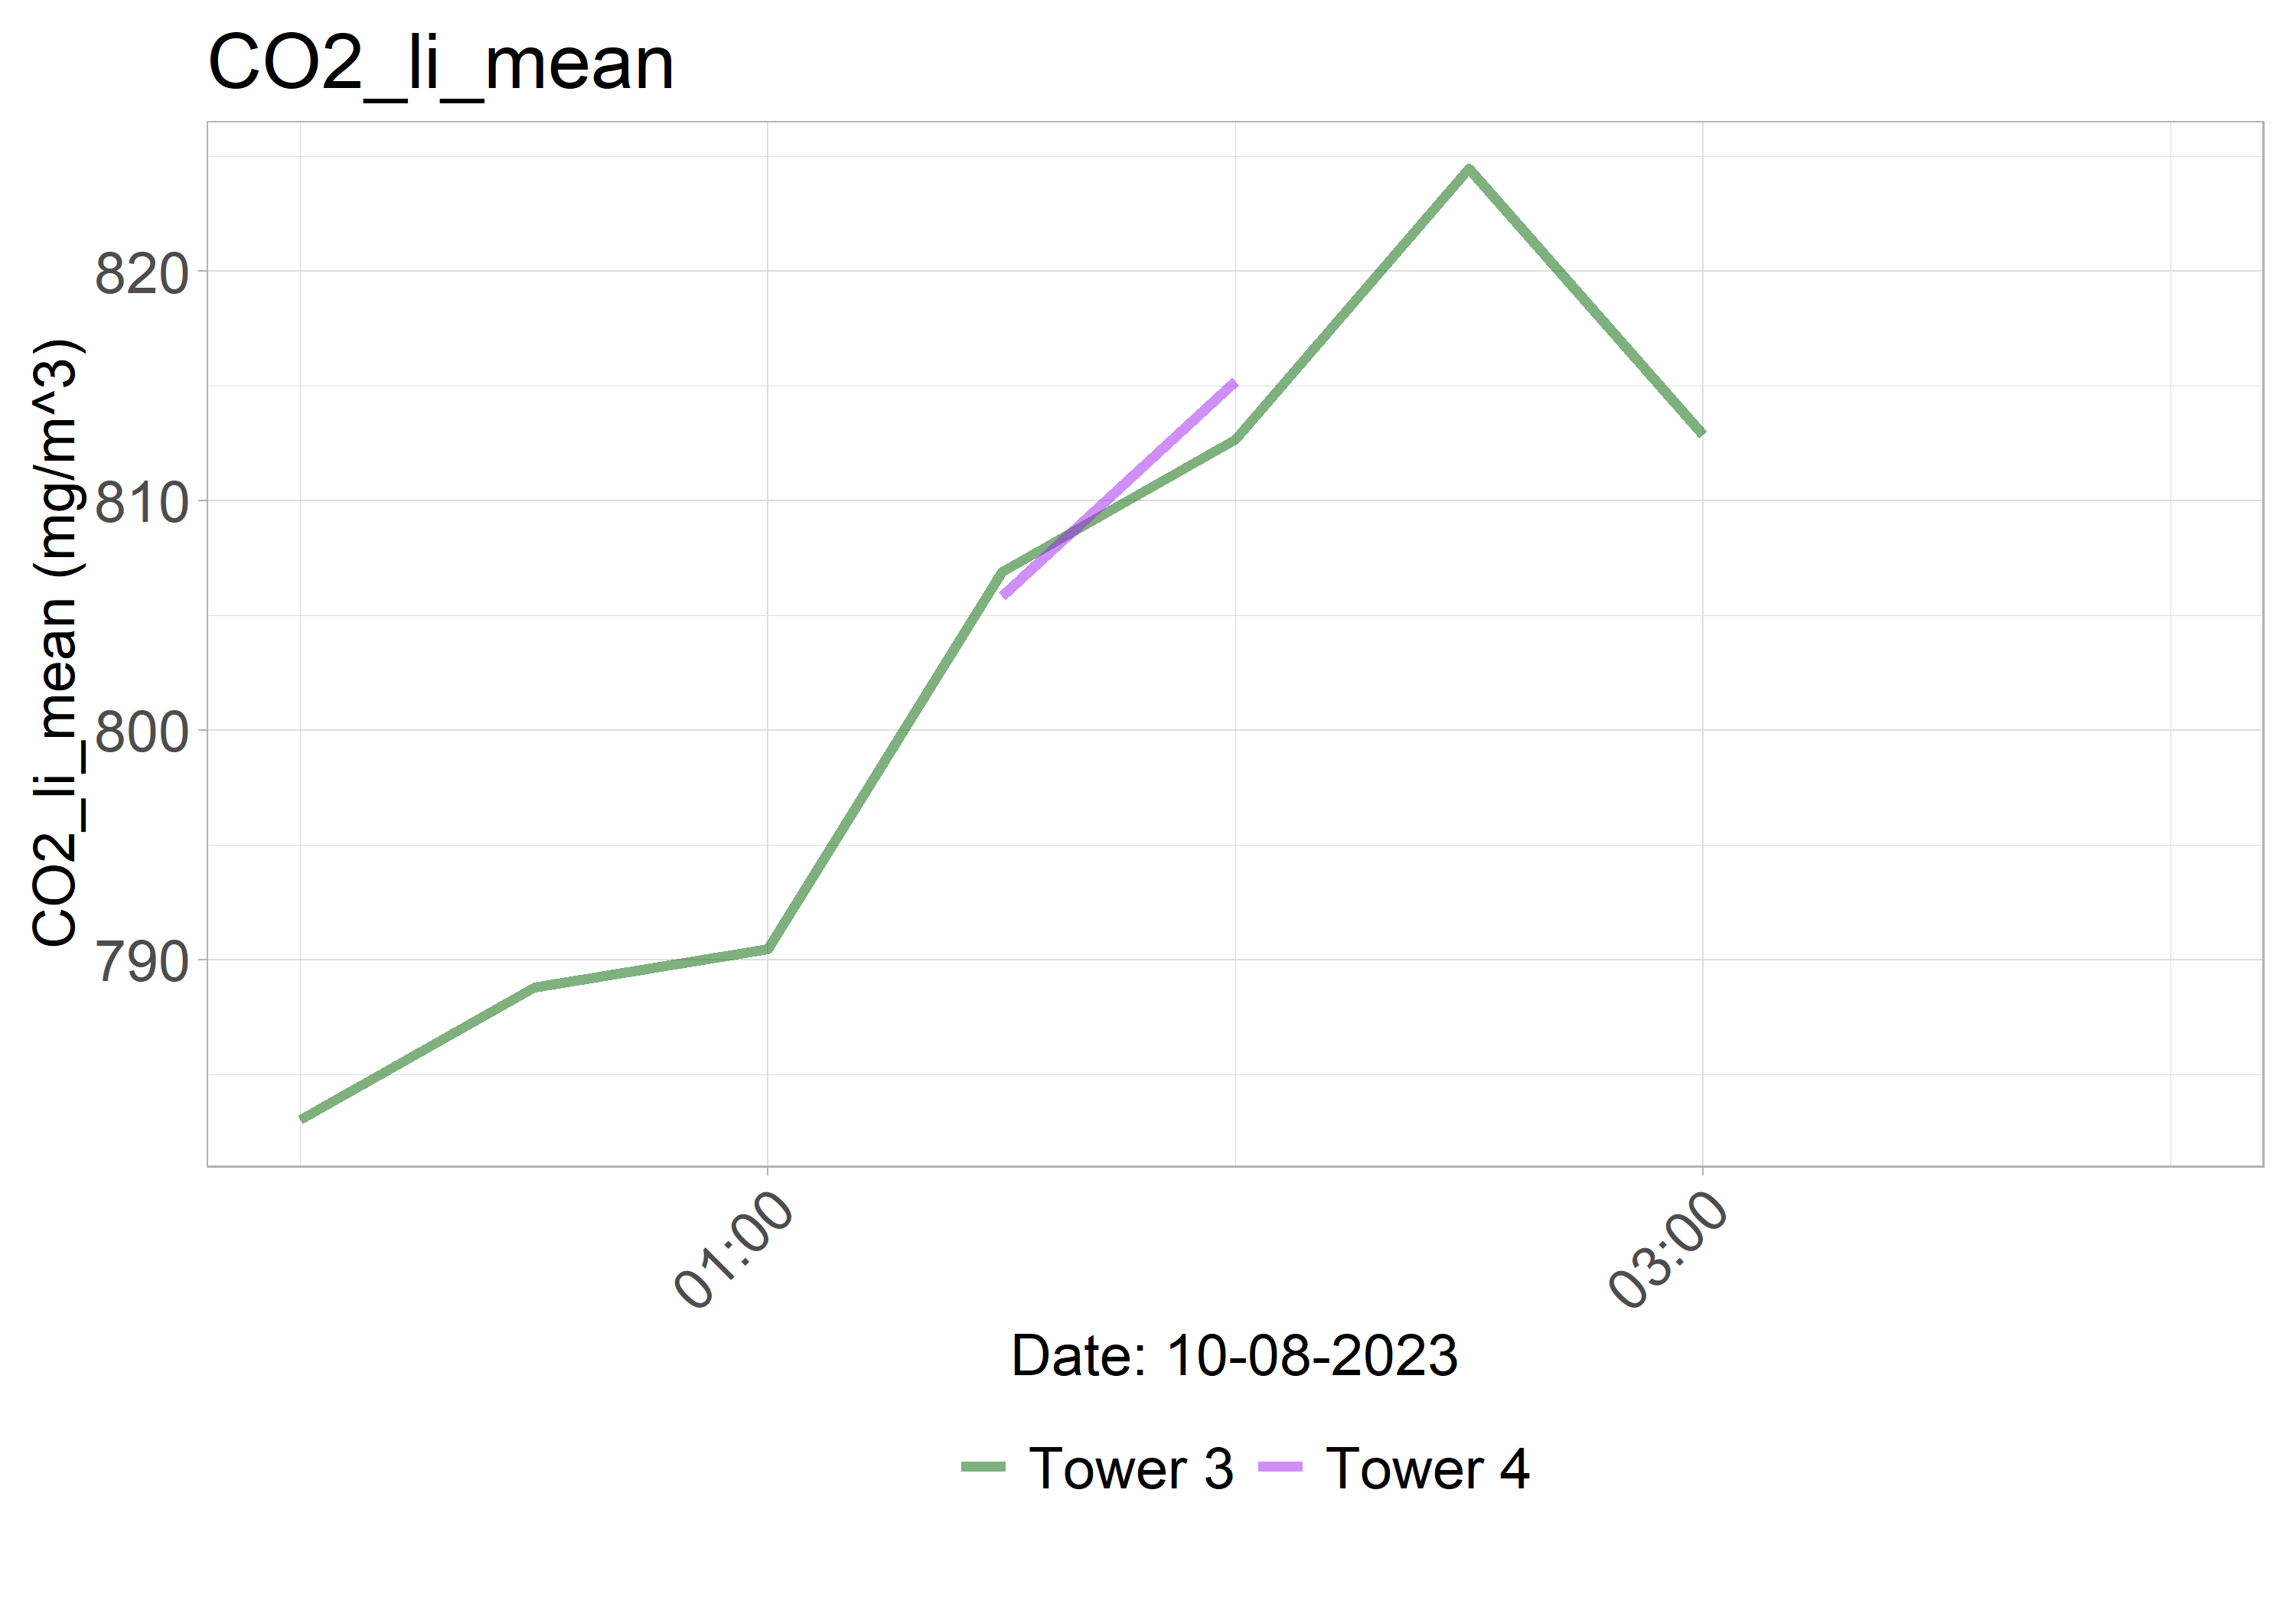 CO2_li_mean
CO2_li_mean (mg/m^3)
820
810
800
790
01:00
03:00
Date: 10-08-2023
Tower 3
Tower 4